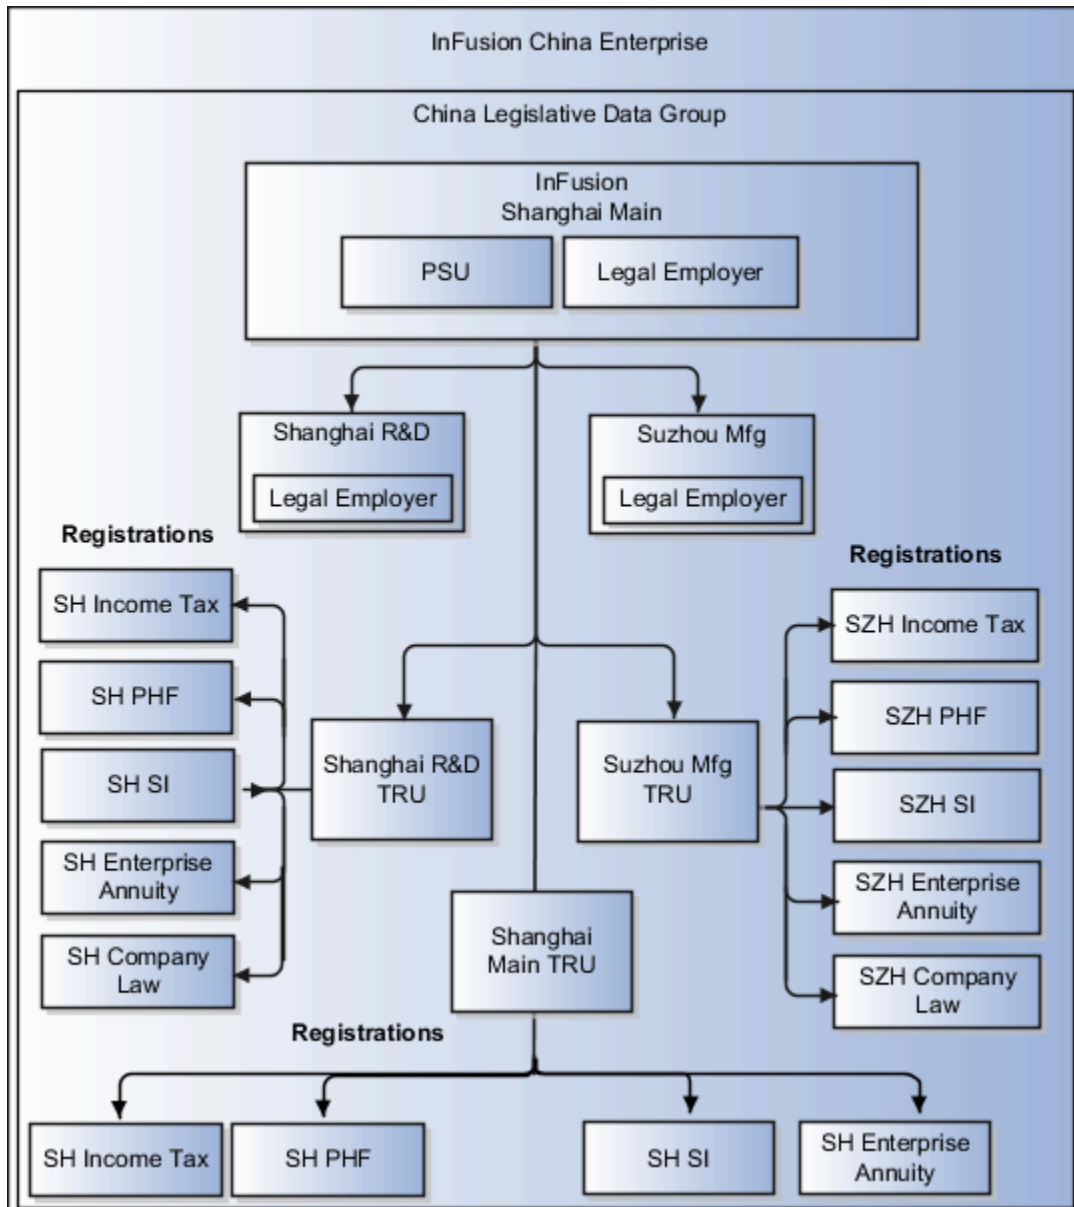 InFusion China Enterprise
China Legislative Data Group
InFusion
Shanghai Main
PSU
Legal Employer
Shanghai R&D
Legal Employer
Suzhou Mfg
Legal Employer
Registrations
SH Income Tax
SH PHF
SH SI
SH Enterprise
Annuity
SH Company
Law
Shanghai R&D
TRU
Suzhou Mfg
TRU
Registrations
SZH Income Tax
SZH PHF
SZH SI
SZH Enterprise
Annuity
SZH Company
Law
Shanghai
Main TRU
Registrations
SH Income Tax
SH PHF
SH SI
SH Enterprise
Annuity